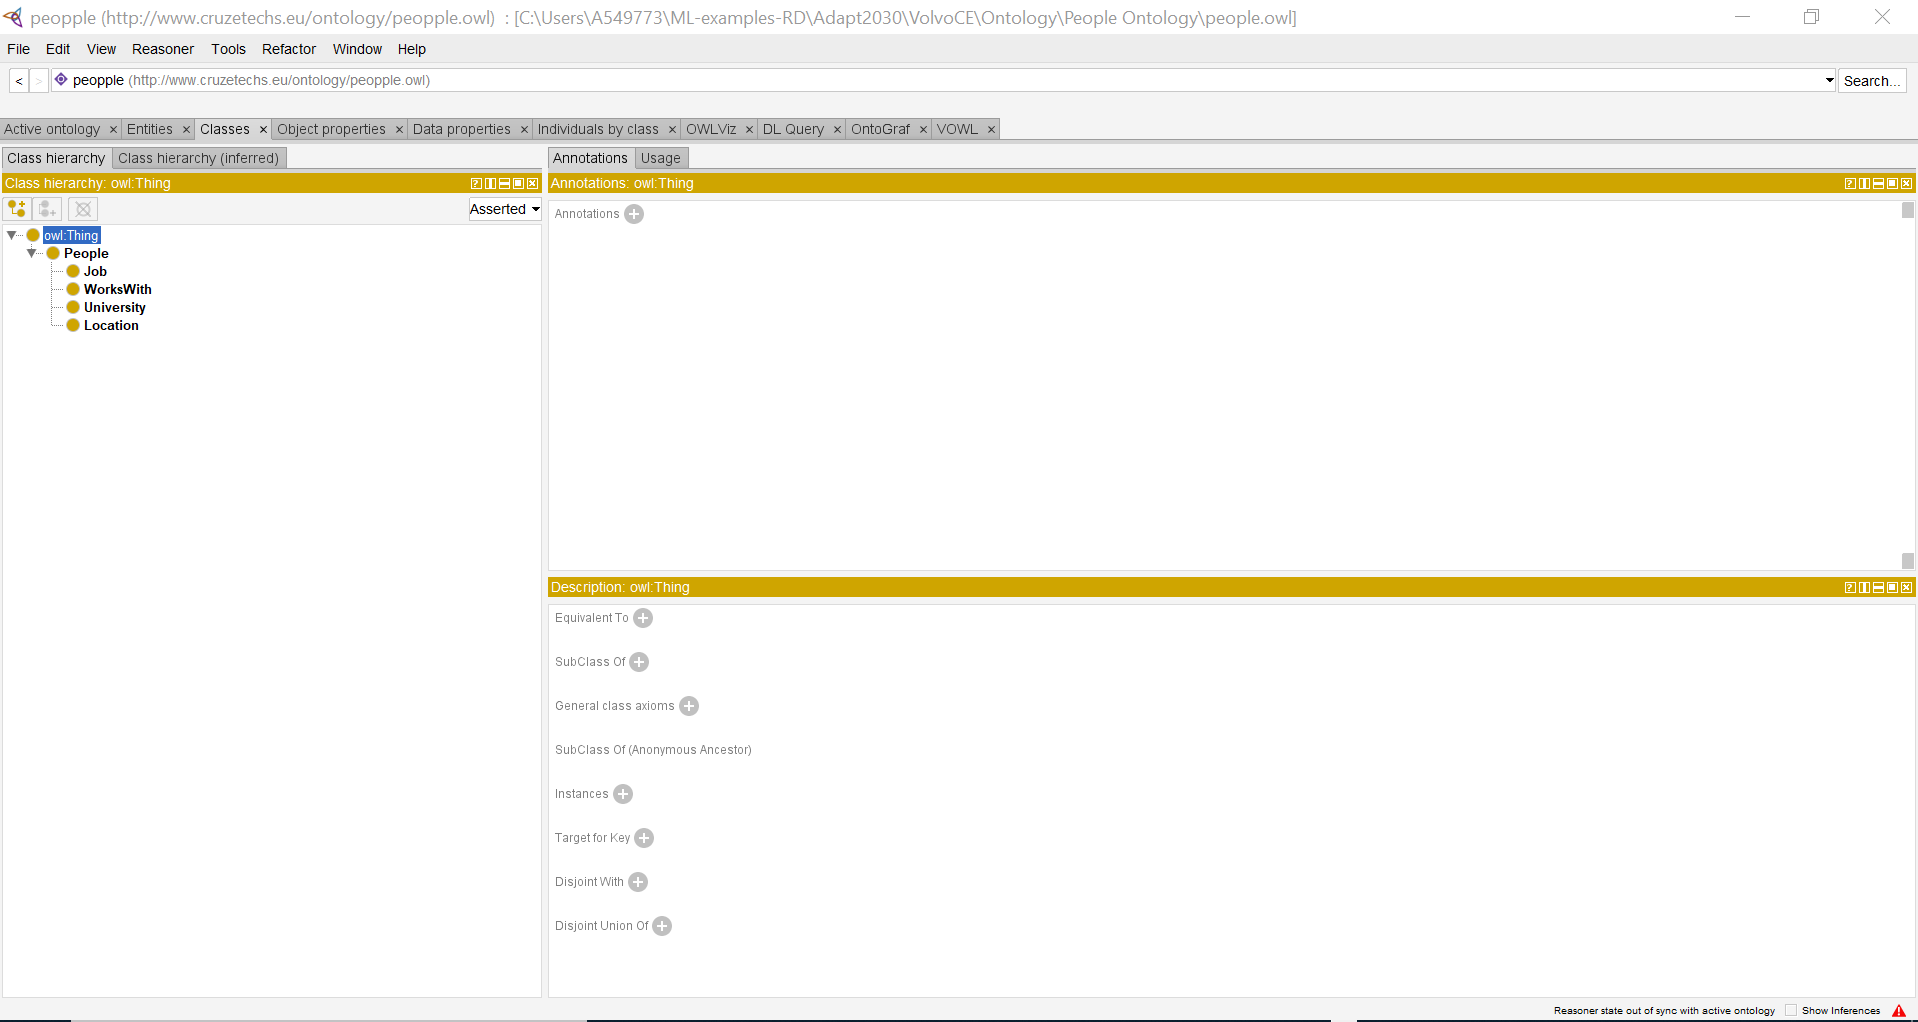 peopple (http://www.cruzetechs.eu/ontology/peopple.owl) : [C:\Users\A549773\ML-examples-RD\Adapt2030\VolvoCE\Ontology\People Ontology\people.owl]
File Edit View Reasoner Tools Refactor Window Help
< > peopple (http://www.cruzetechs.eu/ontology/peopple.owl) Search...
Active ontology × Entities × Classes × Object properties × Data properties × Individuals by class × OWLViz × DL Query × OntoGraf × VOWL ×
Class hierarchy Class hierarchy (inferred)
Class hierarchy: owl:Thing
Asserted
owl:Thing
People
Job
WorksWith
University
Location
Annotations Usage
Annotations: owl:Thing
Annotations
Description: owl:Thing
Equivalent To
SubClass Of
General class axioms
SubClass Of (Anonymous Ancestor)
Instances
Target for Key
Disjoint With
Disjoint Union Of
Reasoner state out of sync with active ontology Show Inferences